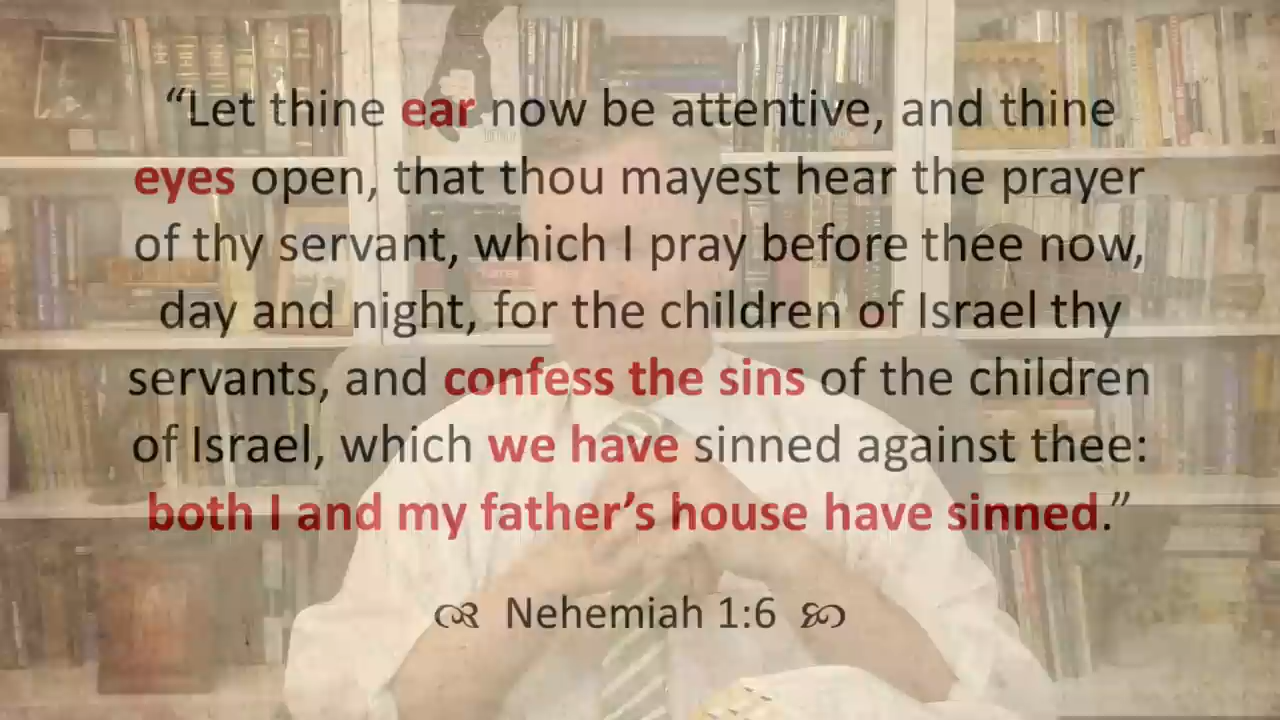 “Let thine ear now be attentive, and thine
eyes open, that thou mayest hear the prayer
of thy servant, which I pray before thee now,
day and night, for the children of Israel thy
servants, and confess the sins of the children
of Israel, which we have sinned against thee:
both I and my father’s house have sinned.”
Nehemiah 1:6